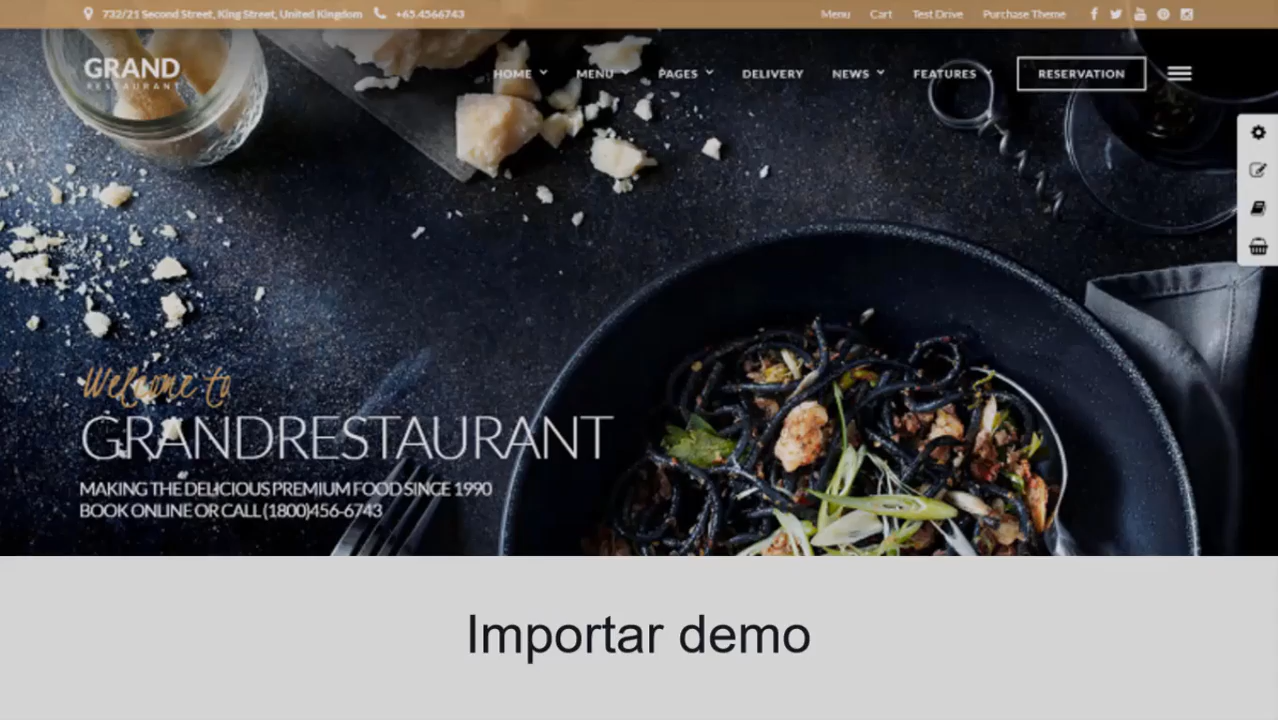 732/21 Second Street, King Street, United Kingdom +65.4566743 Menu Cart Test Drive Purchase Theme
GRAND
RESTAURANT
HOME MENU PAGES DELIVERY NEWS FEATURES RESERVATION
Welcome to
GRANDRESTAURANT
MAKING THE DELICIOUS PREMIUM FOOD SINCE 1990
BOOK ONLINE OR CALL (1800)456-6743
Importar demo